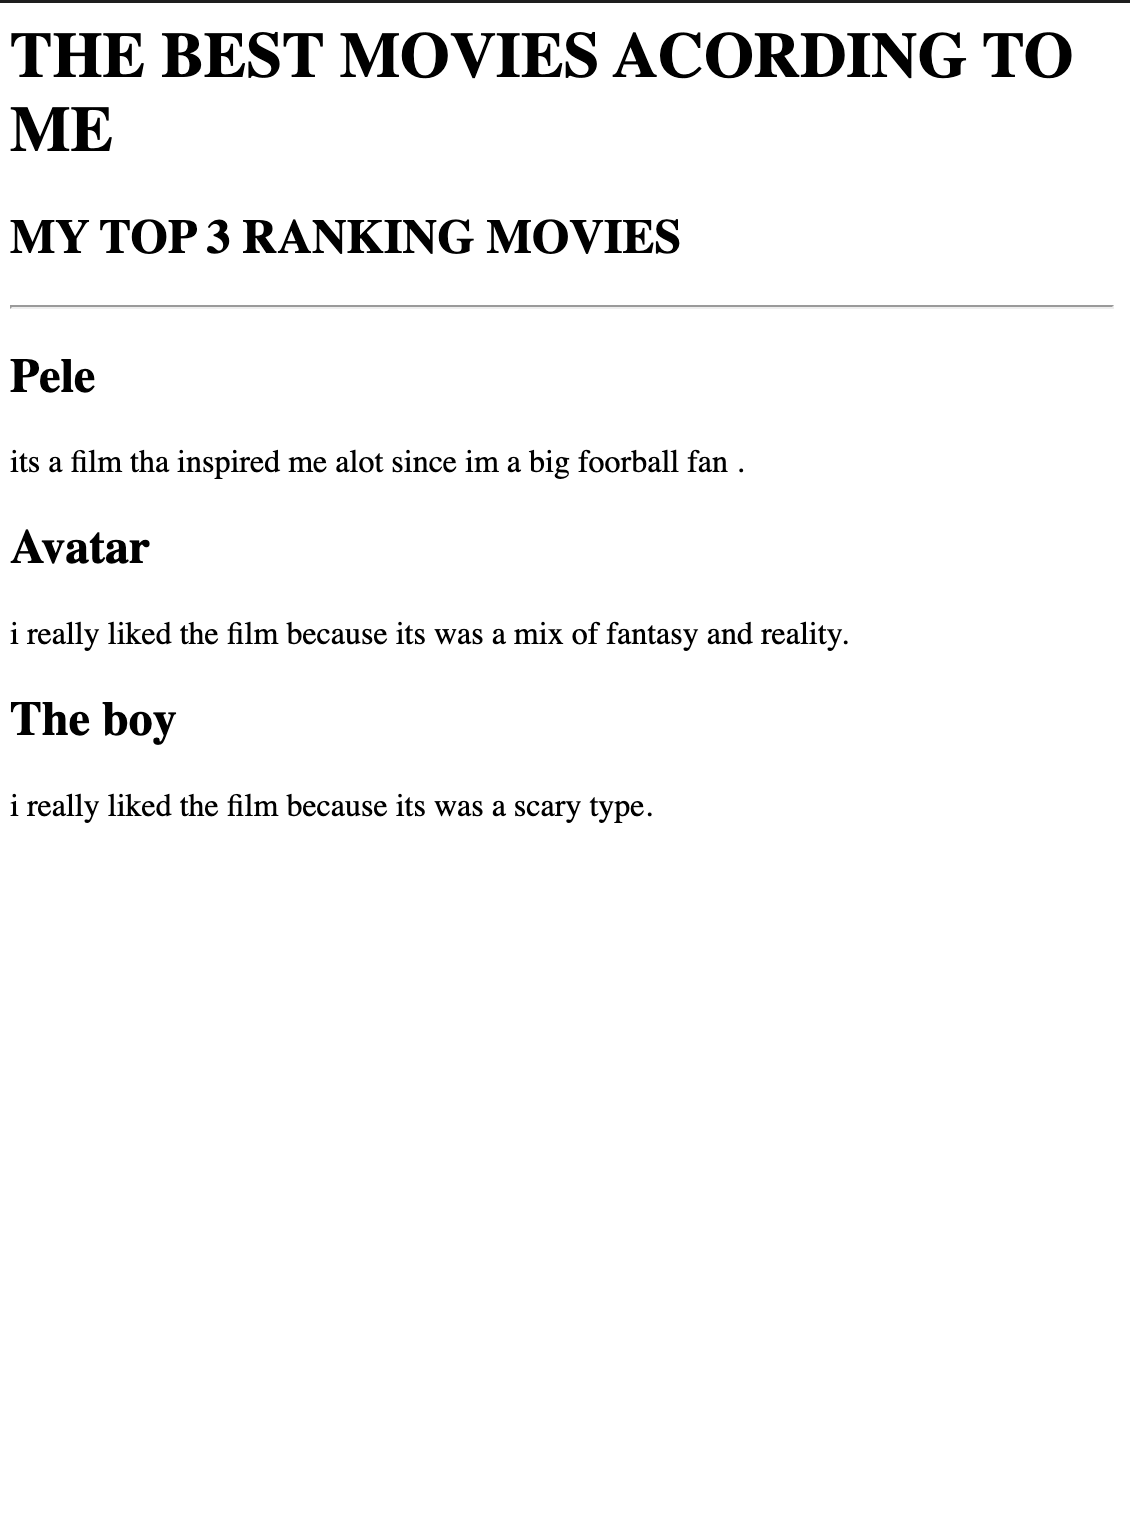 THE BEST MOVIES ACORDING TO
ME
MY TOP 3 RANKING MOVIES
Pele
its a film tha inspired me alot since im a big foorball fan .
Avatar
i really liked the film because its was a mix of fantasy and reality.
The boy
i really liked the film because its was a scary type.